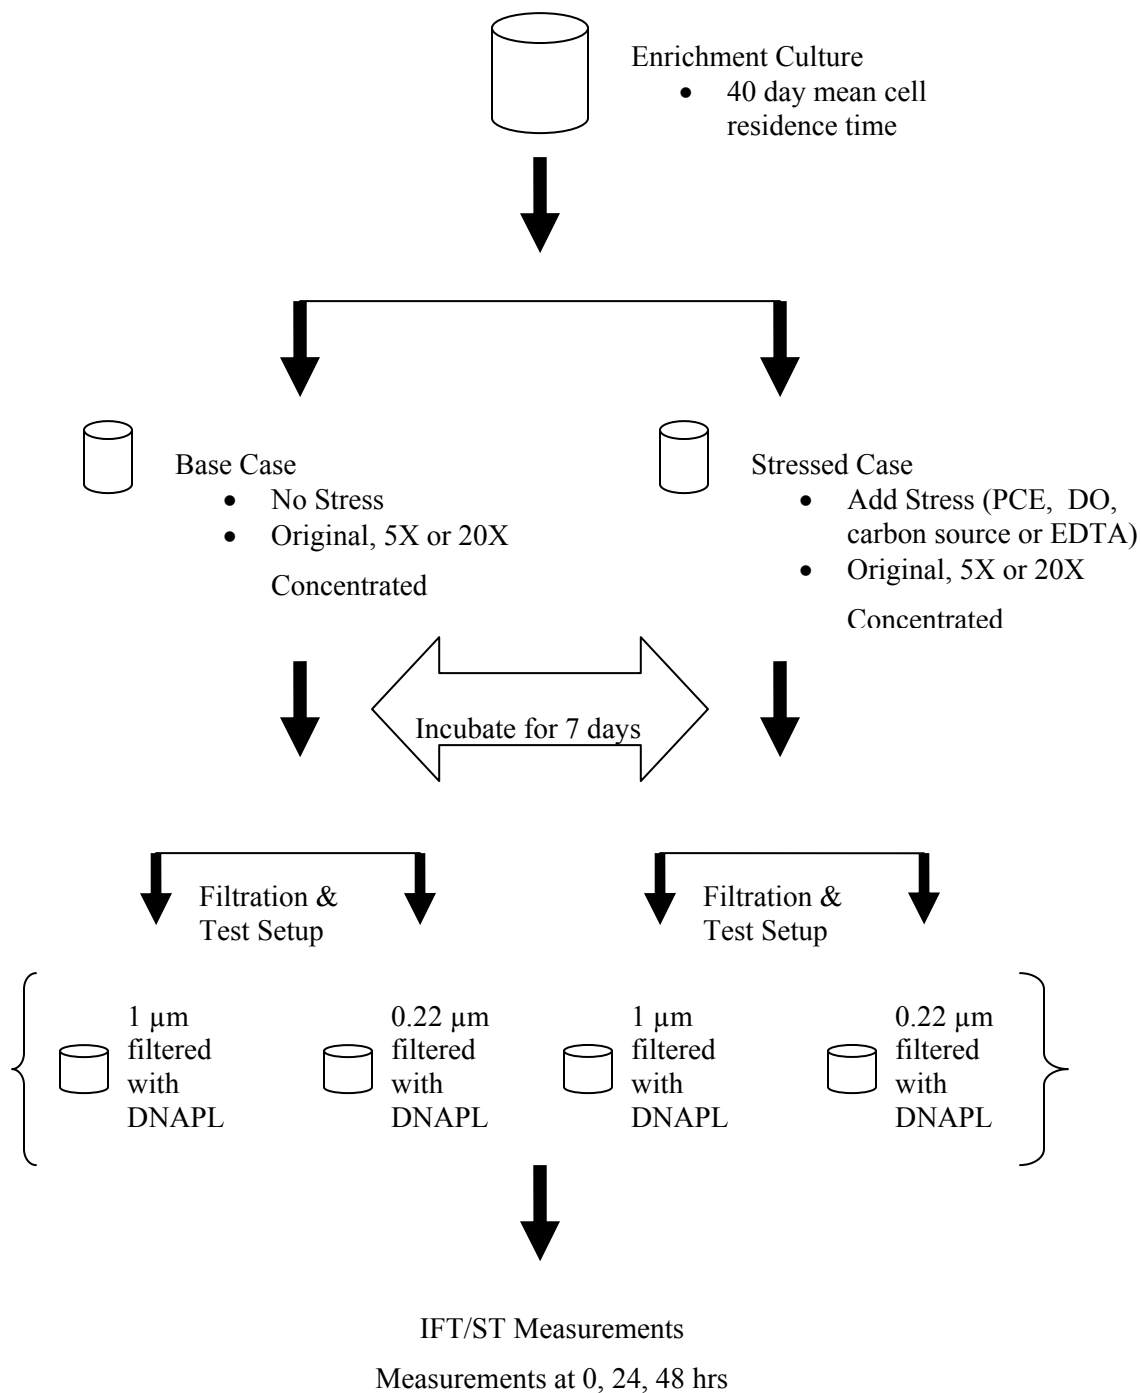 Enrichment Culture
• 40 day mean cell
residence time
Base Case
• No Stress
• Original, 5X or 20X
Concentrated
Stressed Case
• Add Stress (PCE, DO,
carbon source or EDTA)
• Original, 5X or 20X
Concentrated
Incubate for 7 days
Filtration &
Test Setup
Filtration &
Test Setup
1 µm
filtered
with
DNAPL
0.22 µm
filtered
with
DNAPL
1 µm
filtered
with
DNAPL
0.22 µm
filtered
with
DNAPL
IFT/ST Measurements
Measurements at 0, 24, 48 hrs